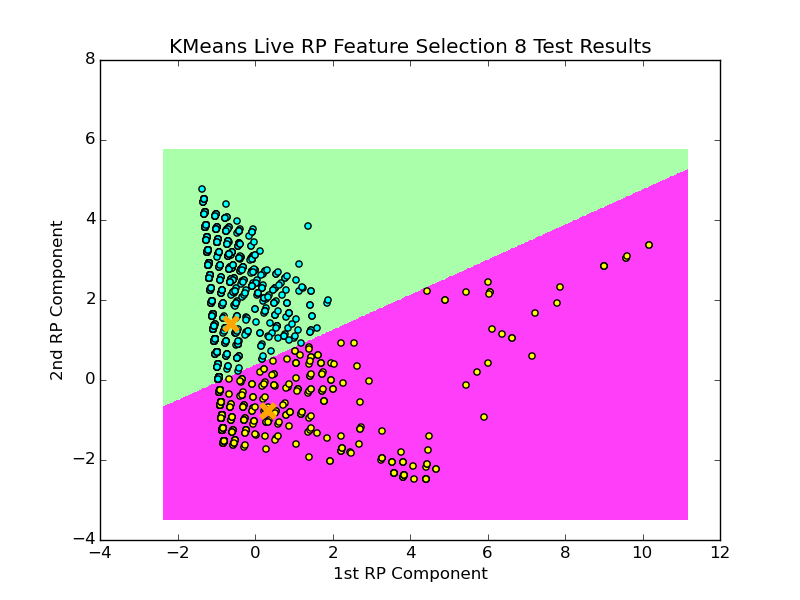 KMeans Live RP Feature Selection 8 Test Results
8
6
4
2
0
−2
−4
2nd RP Component
−4 −2 0 2 4 6 8 10 12
1st RP Component